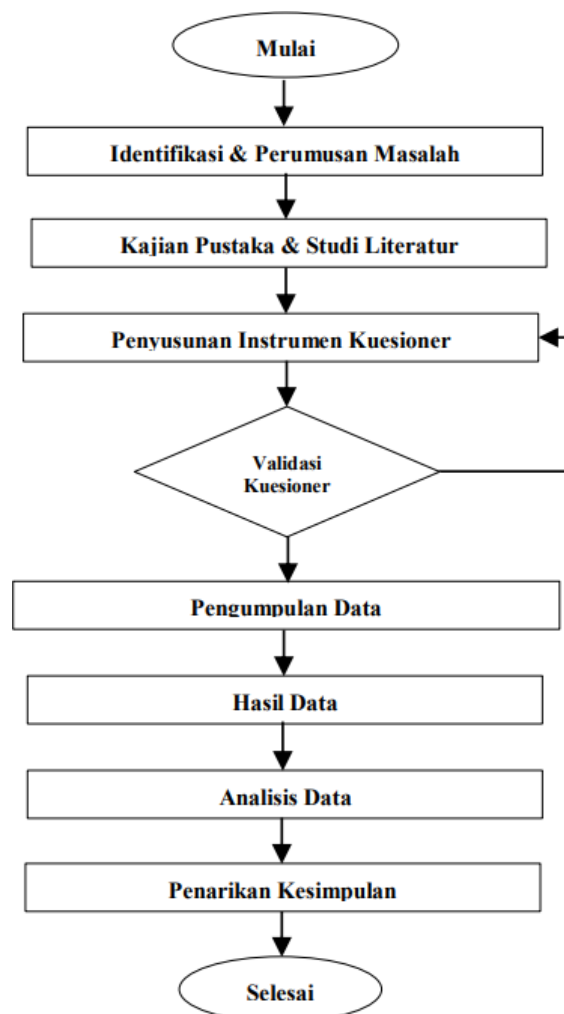 Mulai
Identifikasi & Perumusan Masalah
Kajian Pustaka & Studi Literatur
Penyusunan Instrumen Kuesioner
Validasi
Kuesioner
Pengumpulan Data
Hasil Data
Analisis Data
Penarikan Kesimpulan
Selesai